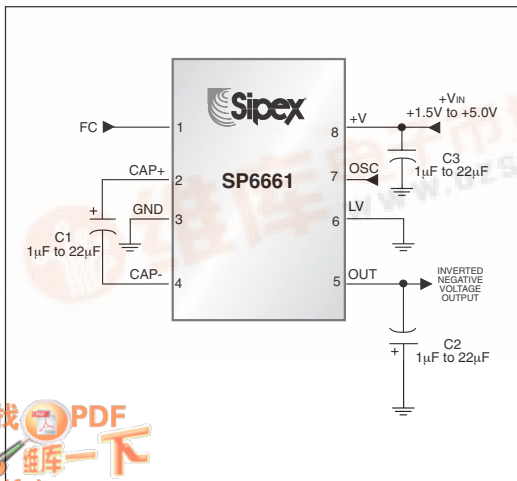 Sipex
SP6661
FC
1
CAP+
2
GND
3
C1
1µF to 22µF
+
CAP-
4
+VIN
+1.5V to +5.0V
+V
8
C3
1µF to 22µF
OSC
7
LV
6
OUT
5
INVERTED
NEGATIVE
VOLTAGE
OUTPUT
C2
1µF to 22µF
+
找 PDF
维库一下